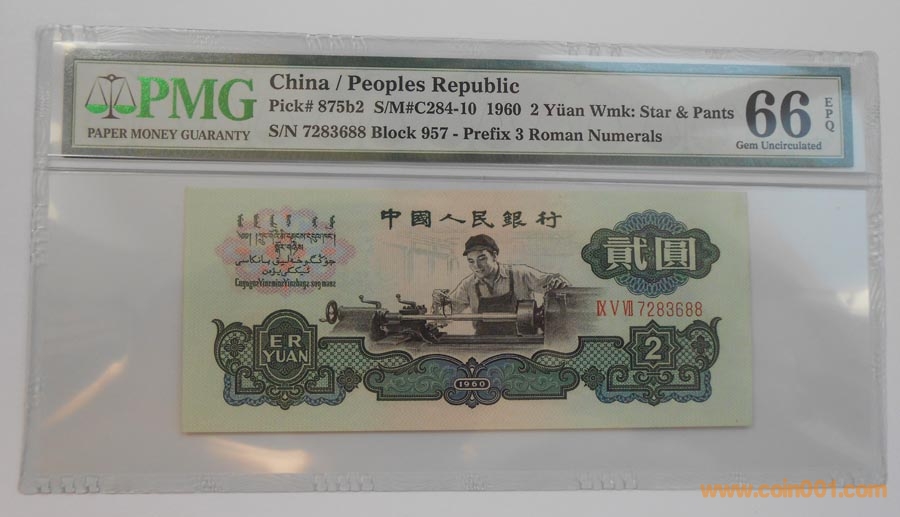 PMG
PAPER MONEY GUARANTY
China / Peoples Republic
Pick# 875b2 S/M#C284-10 1960 2 Yüan Wmk: Star & Pants
S/N 7283688 Block 957 - Prefix 3 Roman Numerals
66 EPQ
Gem Uncirculated
中國人民銀行
貳圓
IX V VII 7283688
ER
YUAN
2
1960
www.coin001.com